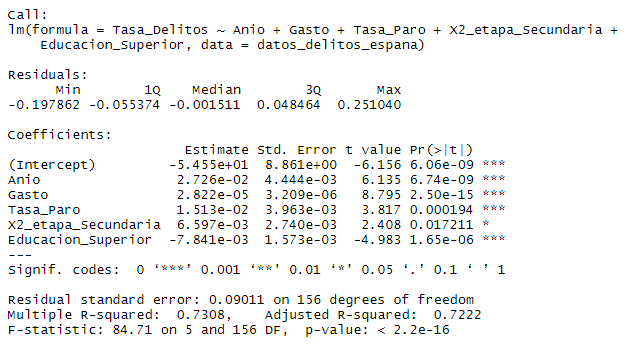 Call:
lm(formula = Tasa_Delitos ~ Anio + Gasto + Tasa_Paro + X2_etapa_Secundaria +
    Educacion_Superior, data = datos_delitos_espana)
Residuals:
      Min        1Q    Median        3Q       Max
-0.197862 -0.055374 -0.001511  0.048464  0.251040
Coefficients:
                      Estimate Std. Error t value Pr(>|t|)
(Intercept)         -5.455e+01  8.861e+00  -6.156 6.06e-09 ***
Anio                 2.726e-02  4.444e-03   6.135 6.74e-09 ***
Gasto                2.822e-05  3.209e-06   8.795 2.50e-15 ***
Tasa_Paro            1.513e-02  3.963e-03   3.817 0.000194 ***
X2_etapa_Secundaria  6.597e-03  2.740e-03   2.408 0.017211 *
Educacion_Superior  -7.841e-03  1.573e-03  -4.983 1.65e-06 ***
---
Signif. codes:  0 ‘***’ 0.001 ‘**’ 0.01 ‘*’ 0.05 ‘.’ 0.1 ‘ ’ 1
Residual standard error: 0.09011 on 156 degrees of freedom
Multiple R-squared:  0.7308,    Adjusted R-squared:  0.7222
F-statistic: 84.71 on 5 and 156 DF,  p-value: < 2.2e-16